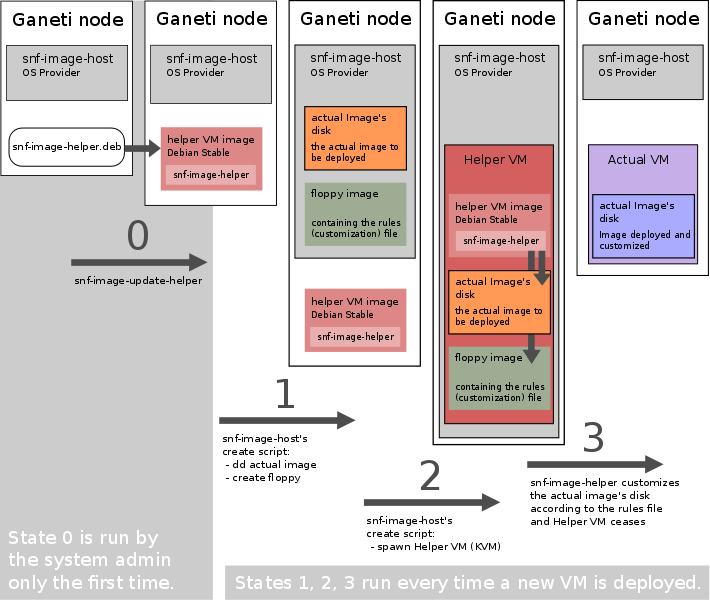 Ganeti node
snf-image-host
OS Provider
snf-image-helper.deb
Ganeti node
snf-image-host
OS Provider
helper VM image
Debian Stable
snf-image-helper
0
snf-image-update-helper
Ganeti node
snf-image-host
OS Provider
actual Image's
disk
the actual image to
be deployed
floppy image
containing the rules
(customization) file
helper VM image
Debian Stable
snf-image-helper
1
snf-image-host's
create script:
- dd actual image
- create floppy
Ganeti node
snf-image-host
OS Provider
Helper VM
helper VM image
Debian Stable
snf-image-helper
actual Image's
disk
the actual image to
be deployed
floppy image
containing the rules
(customization) file
2
snf-image-host's
create script:
- spawn Helper VM (KVM)
Ganeti node
snf-image-host
OS Provider
Actual VM
actual Image's
disk
Image deployed and
customized
3
snf-image-helper customizes
the actual image's disk
according to the rules file
and Helper VM ceases
State 0 is run by
the system admin
only the first time.
States 1, 2, 3 run every time a new VM is deployed.